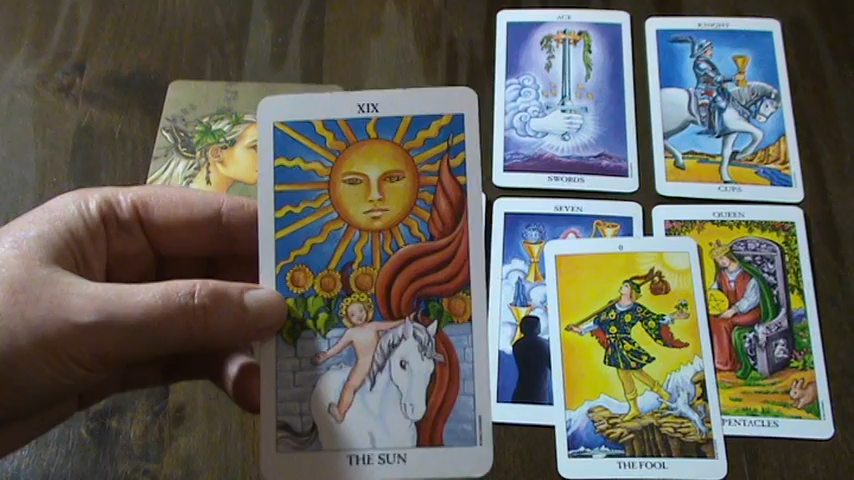 XIX
THE SUN
ACE
SWORDS
KNIGHT
CUPS
SEVEN
QUEEN
PENTACLES
0
THE FOOL